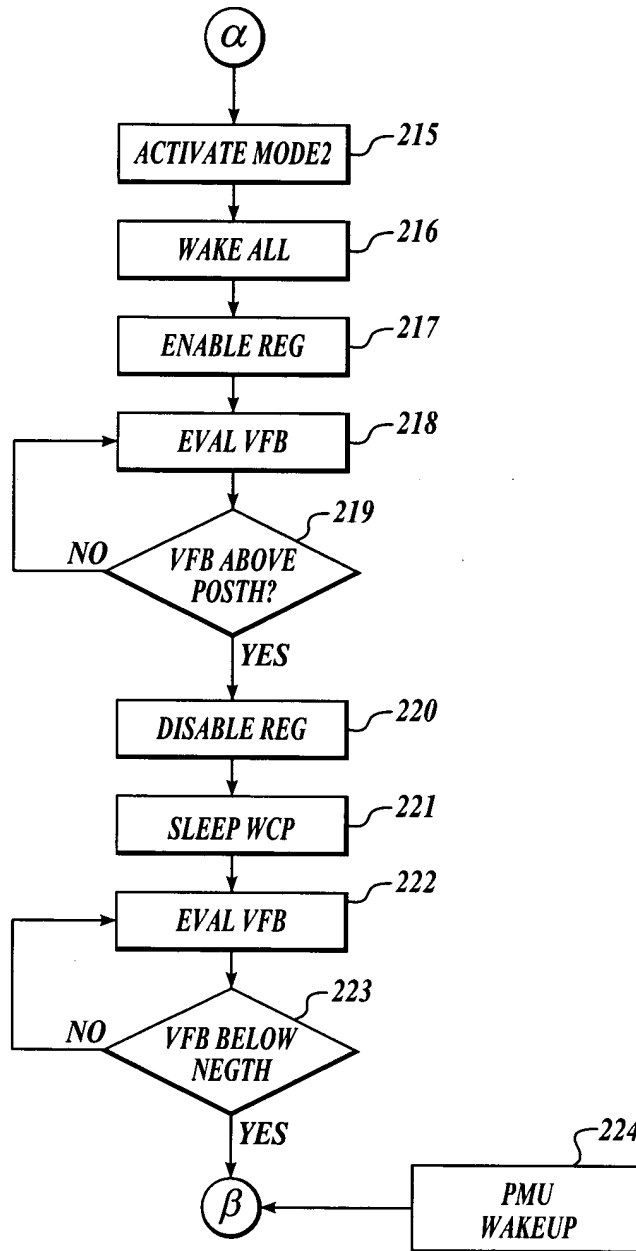 α
ACTIVATE MODE2
215
WAKE ALL
216
ENABLE REG
217
EVAL VFB
218
219
NO
VFB ABOVE
POSTH?
YES
DISABLE REG
220
SLEEP WCP
221
222
EVAL VFB
223
NO
VFB BELOW
NEGTH
YES
224
β
PMU
WAKEUP